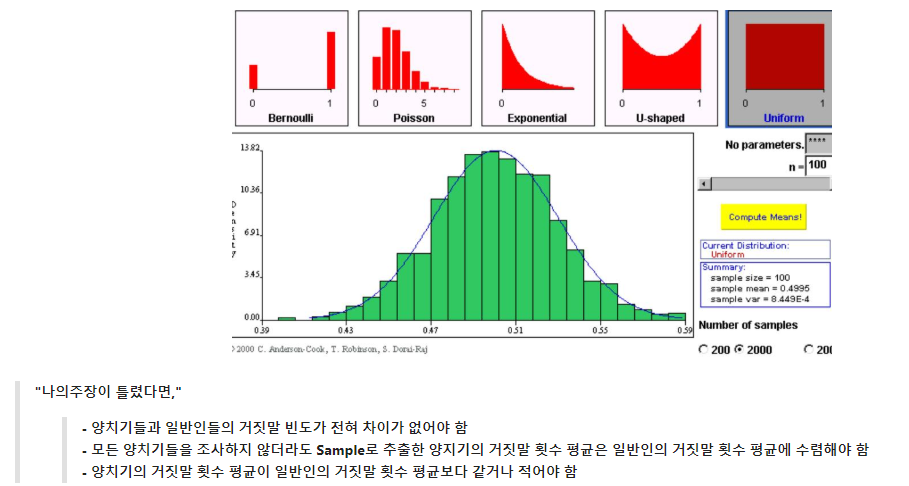 0 1
Bernoulli
0 5
Poisson
0
Exponential
0 1
U-shaped
0 1
Uniform
No parameters. ****
n = 100
Compute Means!
Current Distribution:
Uniform
Summary:
sample size = 100
sample mean = 0.4995
sample var = 8.449E-4
Number of samples
200 2000 200
13.82
10.36
6.91
3.45
0.00
Density
0.39 0.43 0.47 0.51 0.55 0.59
>2000 C. Anderson-Cook, T. Robinson, S. Dorai-Raj
"나의주장이 틀렸다면,"
- 양치기들과 일반인들의 거짓말 빈도가 전혀 차이가 없어야 함
- 모든 양치기들을 조사하지 않더라도 Sample로 추출한 양지기의 거짓말 횟수 평균은 일반인의 거짓말 횟수 평균에 수렴해야 함
- 양치기의 거짓말 횟수 평균이 일반인의 거짓말 횟수 평균보다 같거나 적어야 함